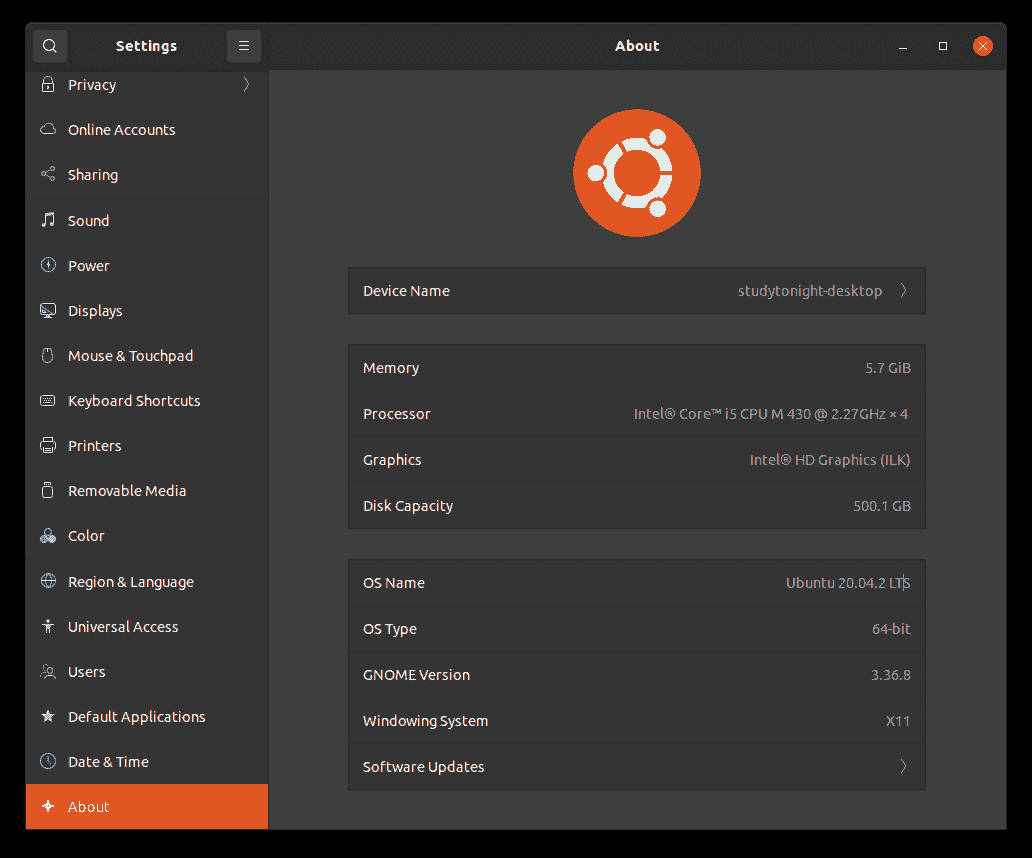 Settings
About
Privacy
Online Accounts
Sharing
Sound
Power
Displays
Mouse & Touchpad
Keyboard Shortcuts
Printers
Removable Media
Color
Region & Language
Universal Access
Users
Default Applications
Date & Time
About
Device Name studytonight-desktop
Memory 5.7 GiB
Processor Intel® Core™ i5 CPU M 430 @ 2.27GHz × 4
Graphics Intel® HD Graphics (ILK)
Disk Capacity 500.1 GB
OS Name Ubuntu 20.04.2 LTS
OS Type 64-bit
GNOME Version 3.36.8
Windowing System X11
Software Updates